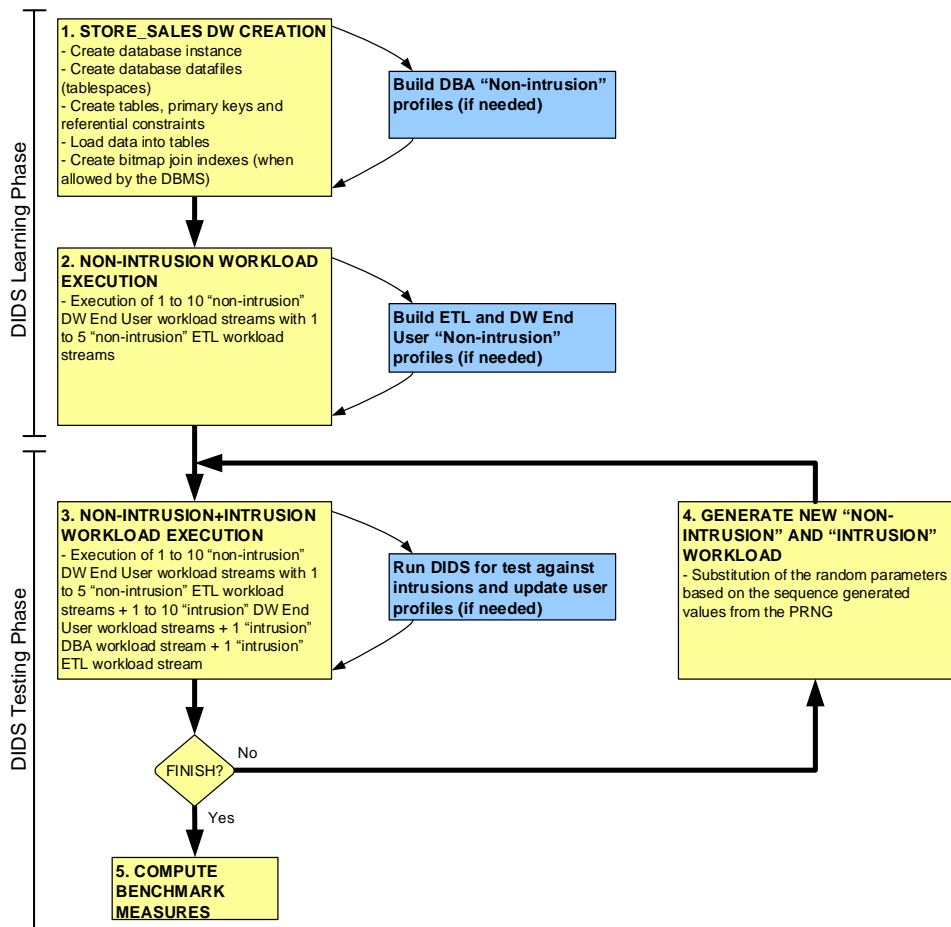 DIDS Learning Phase
1. STORE_SALES DW CREATION
- Create database instance
- Create database datafiles
(tablespaces)
- Create tables, primary keys and
referential constraints
- Load data into tables
- Create bitmap join indexes (when
allowed by the DBMS)
Build DBA “Non-intrusion”
profiles (if needed)
2. NON-INTRUSION WORKLOAD
EXECUTION
- Execution of 1 to 10 “non-intrusion”
DW End User workload streams with 1
to 5 “non-intrusion” ETL workload
streams
Build ETL and DW End
User “Non-intrusion”
profiles (if needed)
DIDS Testing Phase
3. NON-INTRUSION+INTRUSION
WORKLOAD EXECUTION
- Execution of 1 to 10 “non-intrusion”
DW End User workload streams with 1
to 5 “non-intrusion” ETL workload
streams + 1 to 10 “intrusion” DW End
User workload streams + 1 “intrusion”
DBA workload stream + 1 “intrusion”
ETL workload stream
Run DIDS for test against
intrusions and update user
profiles (if needed)
4. GENERATE NEW “NON-
INTRUSION” AND “INTRUSION”
WORKLOAD
- Substitution of the random parameters
based on the sequence generated
values from the PRNG
FINISH?
No
Yes
5. COMPUTE
BENCHMARK
MEASURES